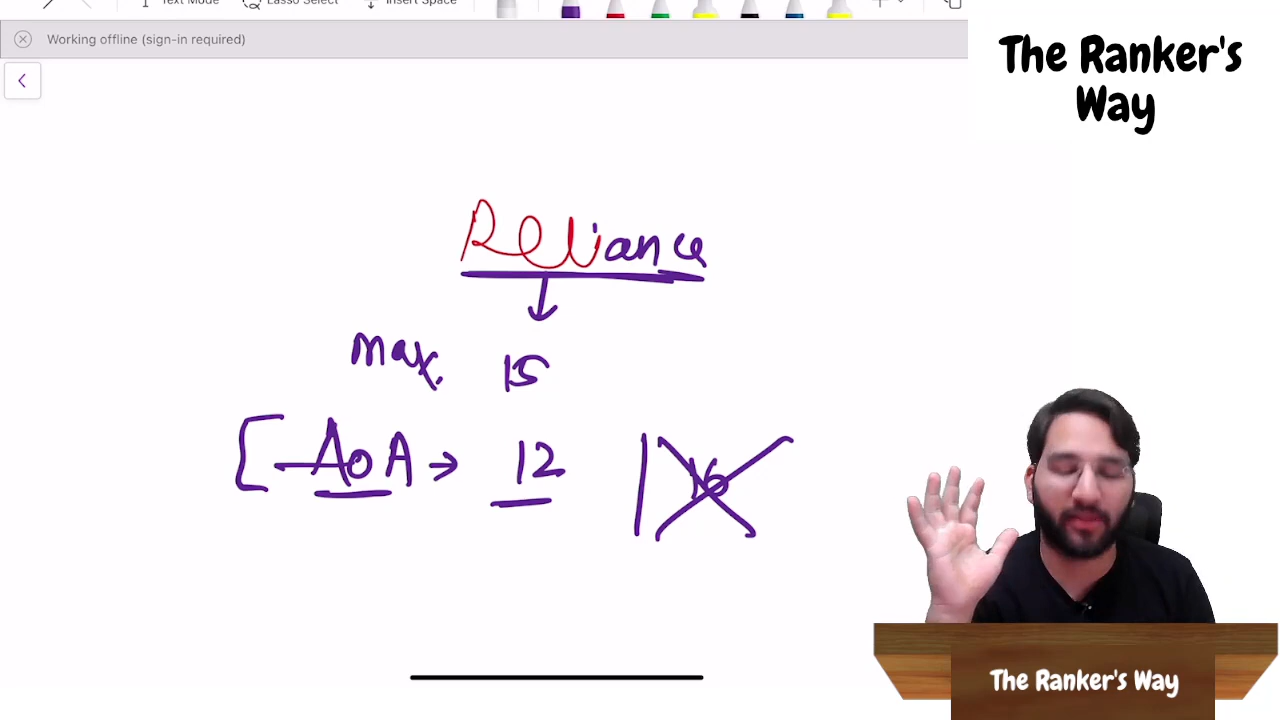 Text Mode
Lasso Select
Insert Space
Working offline (sign-in required)
The Ranker's
Way
Reliance
max. 15
AoA → 12
16
The Ranker's Way